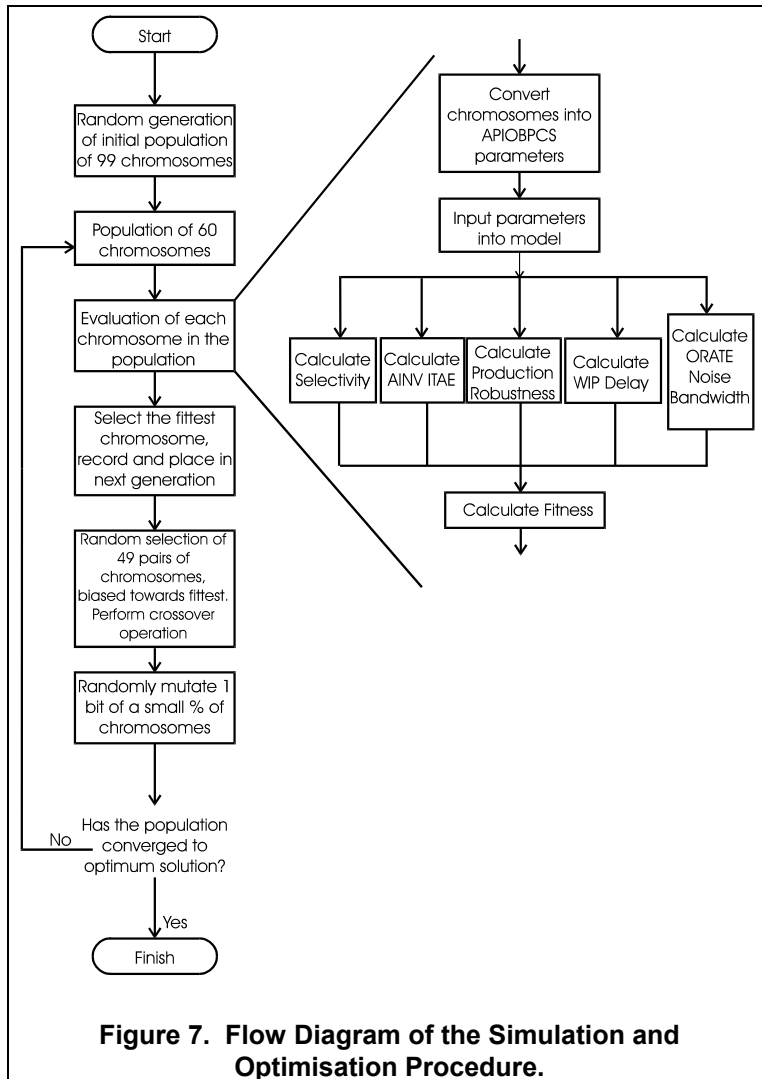 Start
Random generation
of initial population
of 99 chromosomes
Population of 60
chromosomes
Evaluation of each
chromosome in the
population
Select the fittest
chromosome,
record and place in
next generation
Random selection of
49 pairs of
chromosomes,
biased towards fittest.
Perform crossover
operation
Randomly mutate 1
bit of a small % of
chromosomes
No
Has the population
converged to
optimum solution?
Yes
Finish
Convert
chromosomes into
APIOBPCS
parameters
Input parameters
into model
Calculate
Selectivity
Calculate
AINV ITAE
Calculate
Production
Robustness
Calculate
WIP Delay
Calculate
ORATE
Noise
Bandwidth
Calculate Fitness
Figure 7. Flow Diagram of the Simulation and
Optimisation Procedure.